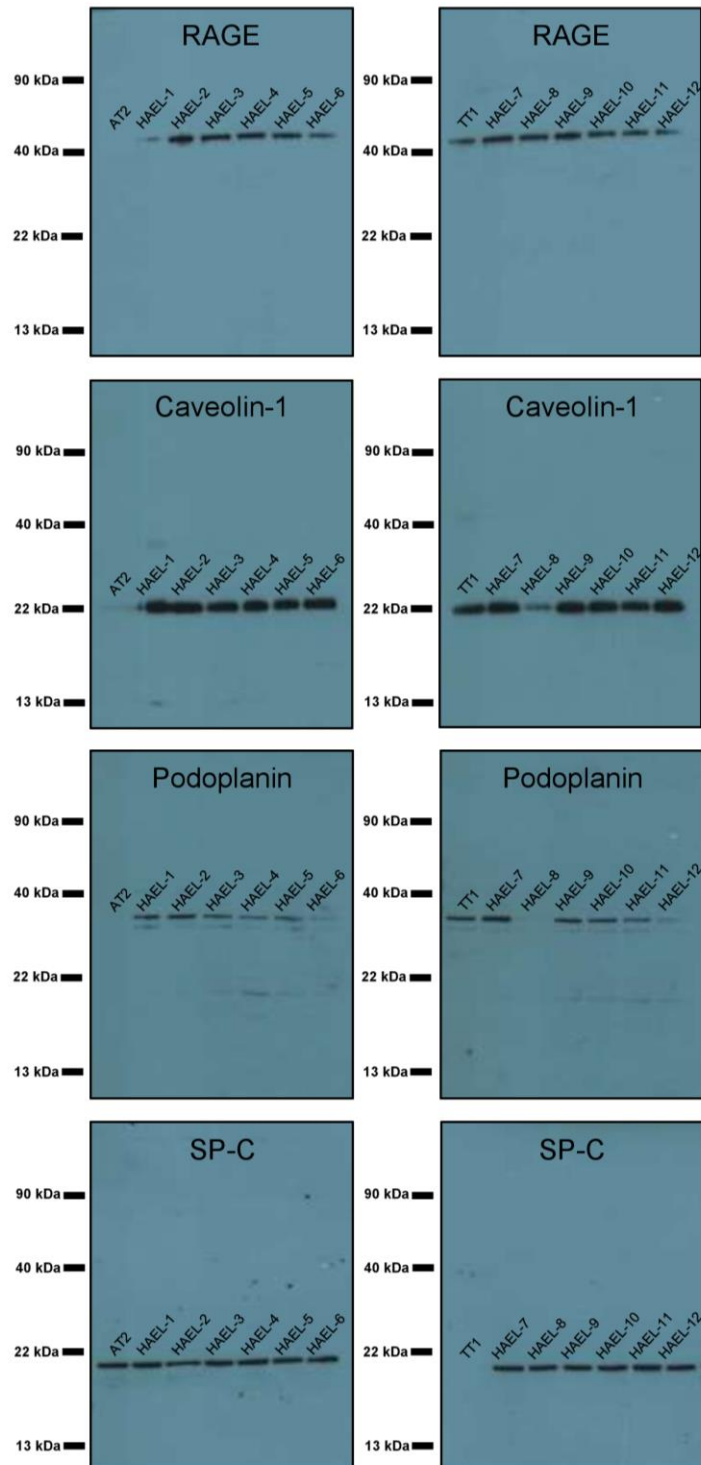 RAGE
90 kDa
40 kDa
22 kDa
13 kDa
AT2 HAEL-1 HAEL-2 HAEL-3 HAEL-4 HAEL-5 HAEL-6
RAGE
90 kDa
40 kDa
22 kDa
13 kDa
TT1 HAEL-7 HAEL-8 HAEL-9 HAEL-10 HAEL-11 HAEL-12
Caveolin-1
90 kDa
40 kDa
22 kDa
13 kDa
AT2 HAEL-1 HAEL-2 HAEL-3 HAEL-4 HAEL-5 HAEL-6
Caveolin-1
90 kDa
40 kDa
22 kDa
13 kDa
TT1 HAEL-7 HAEL-8 HAEL-9 HAEL-10 HAEL-11 HAEL-12
Podoplanin
90 kDa
40 kDa
22 kDa
13 kDa
AT2 HAEL-1 HAEL-2 HAEL-3 HAEL-4 HAEL-5 HAEL-6
Podoplanin
90 kDa
40 kDa
22 kDa
13 kDa
TT1 HAEL-7 HAEL-8 HAEL-9 HAEL-10 HAEL-11 HAEL-12
SP-C
90 kDa
40 kDa
22 kDa
13 kDa
AT2 HAEL-1 HAEL-2 HAEL-3 HAEL-4 HAEL-5 HAEL-6
SP-C
90 kDa
40 kDa
22 kDa
13 kDa
TT1 HAEL-7 HAEL-8 HAEL-9 HAEL-10 HAEL-11 HAEL-12